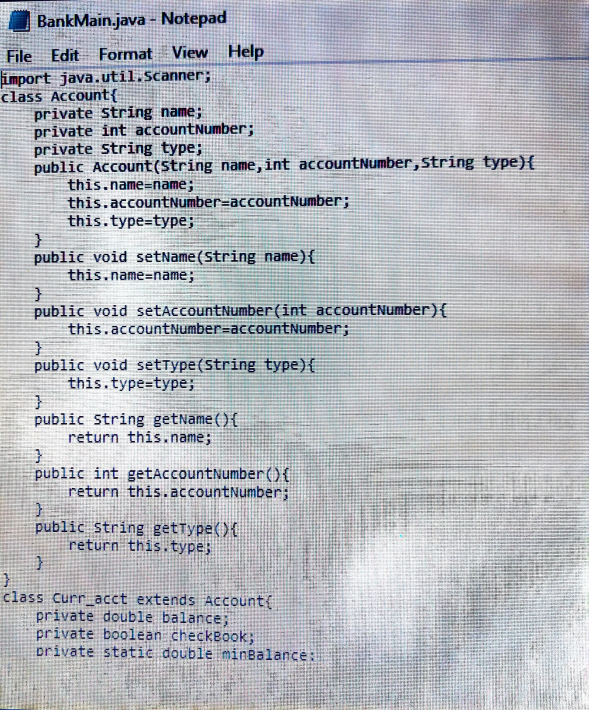 BankMain.java - Notepad
File Edit Format View Help
import java.util.Scanner;
class Account{
    private String name;
    private int accountNumber;
    private String type;
    public Account(String name,int accountNumber,String type){
        this.name=name;
        this.accountNumber=accountNumber;
        this.type=type;
    }
    public void setName(String name){
        this.name=name;
    }
    public void setAccountNumber(int accountNumber){
        this.accountNumber=accountNumber;
    }
    public void setType(String type){
        this.type=type;
    }
    public String getName(){
        return this.name;
    }
    public int getAccountNumber(){
        return this.accountNumber;
    }
    public String getType(){
        return this.type;
    }
}
class Curr_acct extends Account{
    private double balance;
    private boolean checkBook;
    private static double minBalance;